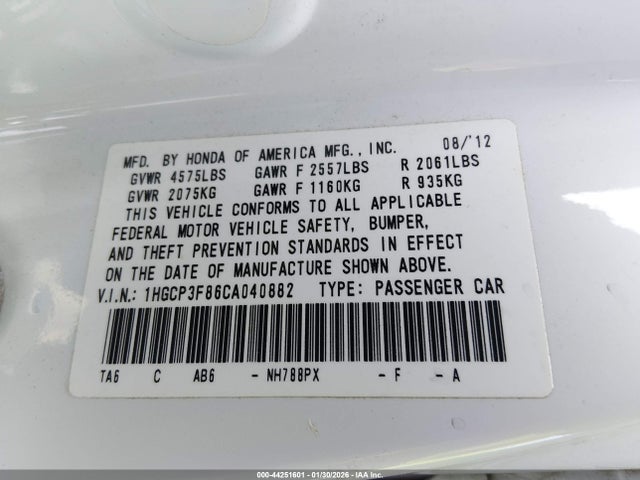 MFD. BY HONDA OF AMERICA MFG., INC. 08/'12
GVWR 4575LBS GAWR F 2557LBS R 2061LBS
GVWR 2075KG GAWR F 1160KG R 935KG
THIS VEHICLE CONFORMS TO ALL APPLICABLE
FEDERAL MOTOR VEHICLE SAFETY, BUMPER,
AND THEFT PREVENTION STANDARDS IN EFFECT
ON THE DATE OF MANUFACTURE SHOWN ABOVE.
V.I.N.: 1HGCP3F86CA040882 TYPE: PASSENGER CAR
TA6 C AB6 - NH788PX - F - A
000-44251601 - 01/30/2026 - IAA Inc.